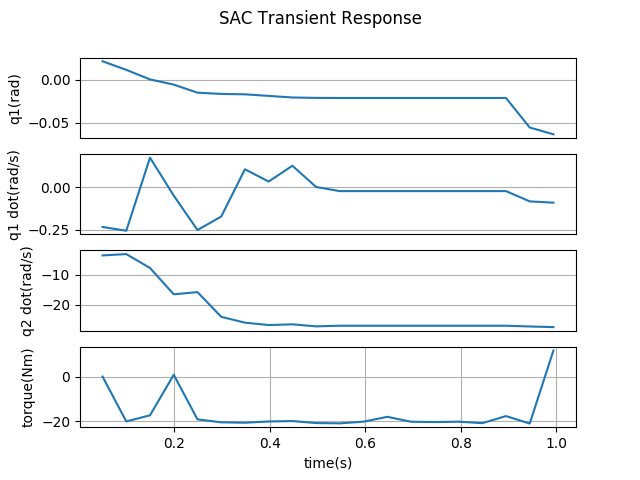 SAC Transient Response
q1(rad)
0.00
−0.05
q1 dot(rad/s)
0.00
−0.25
q2 dot(rad/s)
−10
−20
torque(Nm)
0
−20
0.2 0.4 0.6 0.8 1.0
time(s)